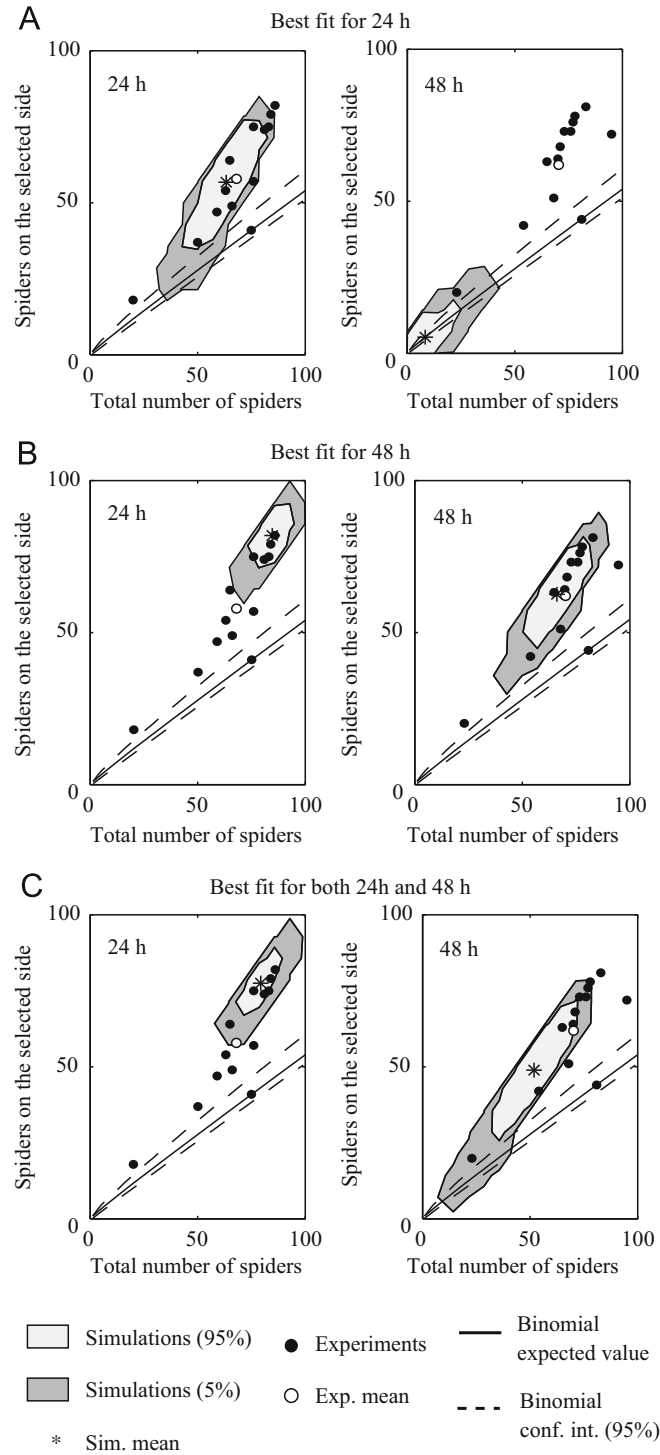 A
Best fit for 24 h
100
24 h
50
0
0
50
100
Spiders on the selected side
Total number of spiders
100
48 h
50
0
0
50
100
Spiders on the selected side
Total number of spiders
B
Best fit for 48 h
100
24 h
50
0
0
50
100
Spiders on the selected side
Total number of spiders
100
48 h
50
0
0
50
100
Spiders on the selected side
Total number of spiders
C
Best fit for both 24h and 48 h
100
24 h
50
0
0
50
100
Spiders on the selected side
Total number of spiders
100
48 h
50
0
0
50
100
Spiders on the selected side
Total number of spiders
Simulations (95%)
Simulations (5%)
* Sim. mean
Experiments
Exp. mean
Binomial
expected value
Binomial
conf. int. (95%)